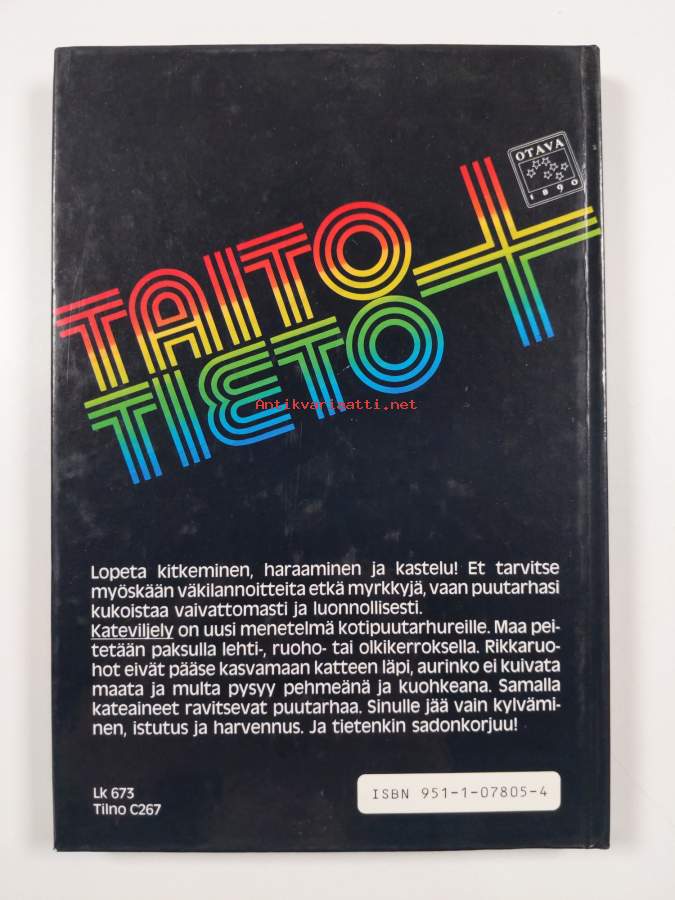 OTAVA
1890
TAITO
TIETO +
Antikvariaatti.net
Lopeta kitkeminen, haraaminen ja kastelu! Et tarvitse
myöskään väkilannoitteita etkä myrkkyjä, vaan puutarhasi
kukoistaa vaivattomasti ja luonnollisesti.
Kateviljely on uusi menetelmä kotipuutarhureille. Maa pei-
tetään paksulla lehti-, ruoho- tai olkikerroksella. Rikkaruo-
hot eivät pääse kasvamaan katteen läpi, aurinko ei kuivata
maata ja multa pysyy pehmeänä ja kuohkeana. Samalla
kateaineet ravitsevat puutarhaa. Sinulle jää vain kylvämi-
nen, istutus ja harvennus. Ja tietenkin sadonkorjuu!
Lk 673
Tilno C267
ISBN 951-1-07805-4